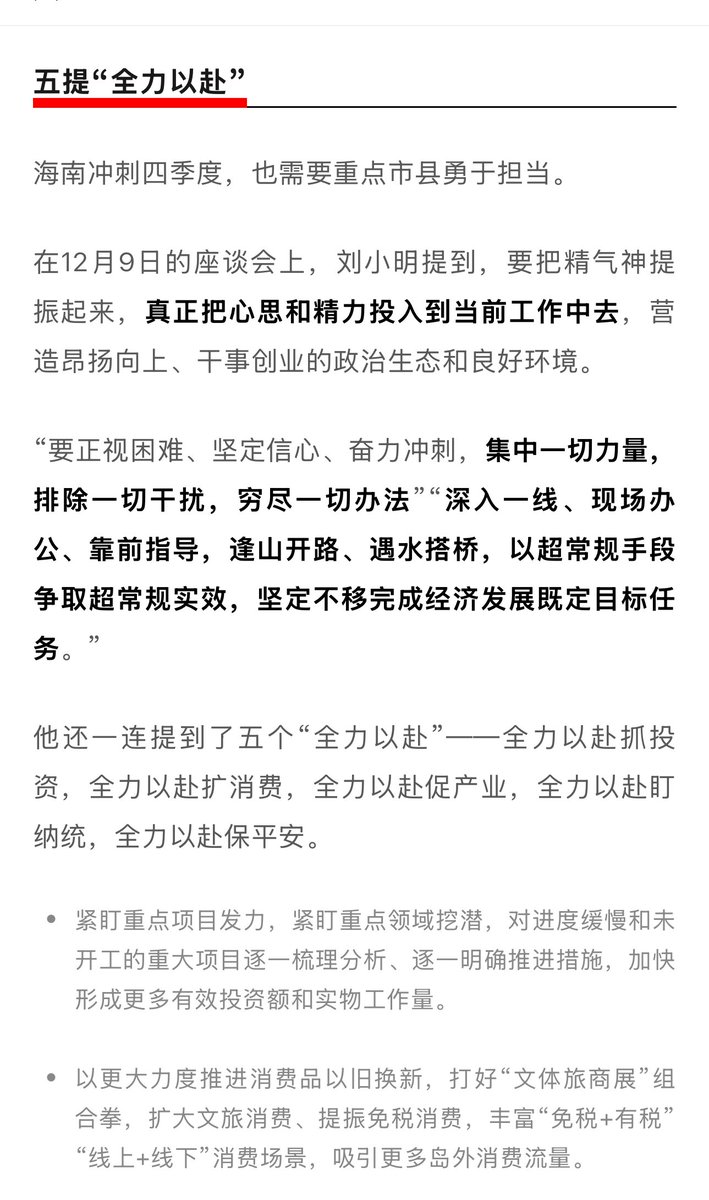 五提“全力以赴”
海南冲刺四季度，也需要重点市县勇于担当。
在12月9日的座谈会上，刘小明提到，要把精气神提
振起来，真正把心思和精力投入到当前工作中去，营
造昂扬向上、干事创业的政治生态和良好环境。
“要正视困难、坚定信心、奋力冲刺，集中一切力量，
排除一切干扰，穷尽一切办法”“深入一线、现场办
公、靠前指导，逢山开路、遇水搭桥，以超常规手段
争取超常规实效，坚定不移完成经济发展既定目标任
务。”
他还一连提到了五个“全力以赴”——全力以赴抓投
资，全力以赴扩消费，全力以赴促产业，全力以赴盯
纳统，全力以赴保平安。
• 紧盯重点项目发力，紧盯重点领域挖潜，对进度缓慢和未
开工的重大项目逐一梳理分析、逐一明确推进措施，加快
形成更多有效投资额和实物工作量。
• 以更大力度推进消费品以旧换新，打好“文体旅商展”组
合拳，扩大文旅消费、提振免税消费，丰富“免税+有税”
“线上+线下”消费场景，吸引更多岛外消费流量。